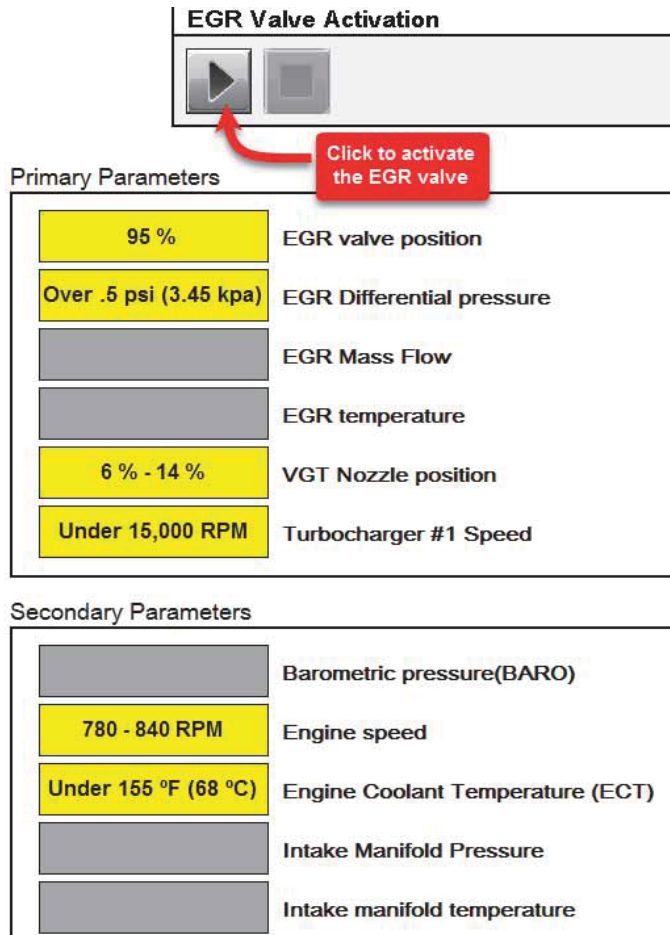 EGR Valve Activation
Click to activate
the EGR valve
Primary Parameters
95 % EGR valve position
Over .5 psi (3.45 kpa) EGR Differential pressure
EGR Mass Flow
EGR temperature
6 % - 14 % VGT Nozzle position
Under 15,000 RPM Turbocharger #1 Speed
Secondary Parameters
Barometric pressure(BARO)
780 - 840 RPM Engine speed
Under 155 ºF (68 ºC) Engine Coolant Temperature (ECT)
Intake Manifold Pressure
Intake manifold temperature